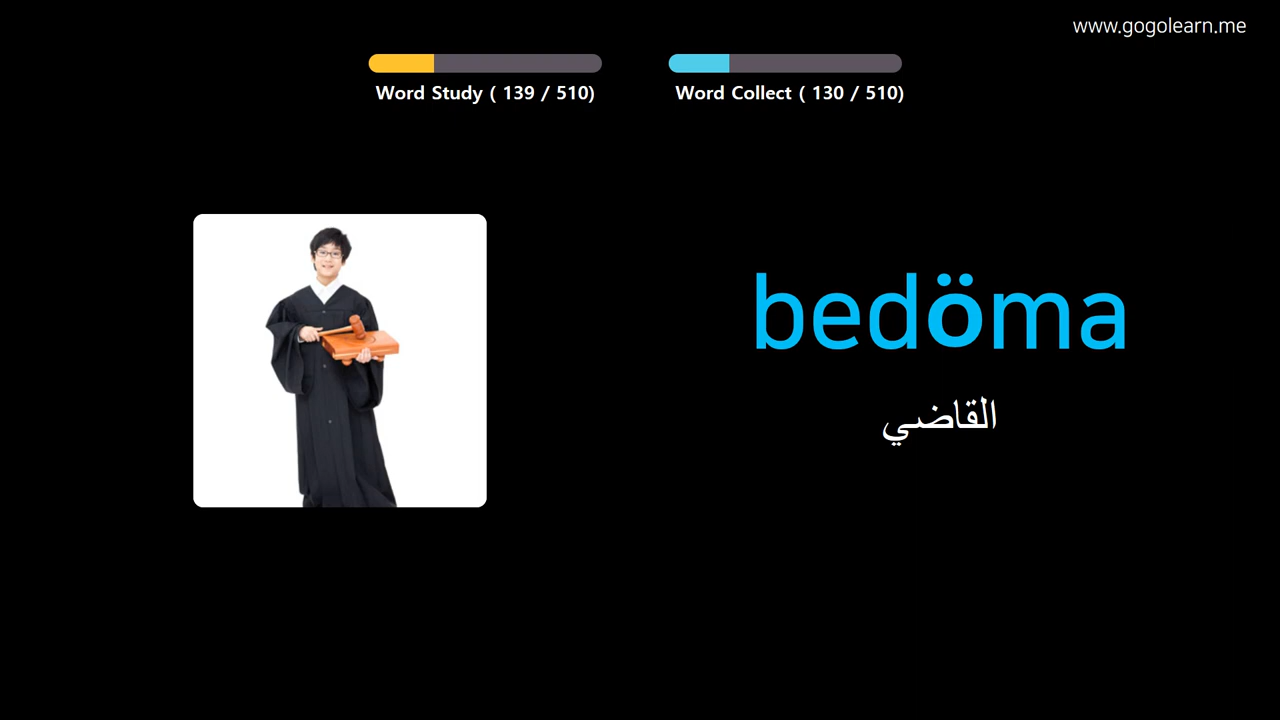 www.gogolearn.me
Word Study ( 139 / 510)
Word Collect ( 130 / 510)
bedöma
القاضي